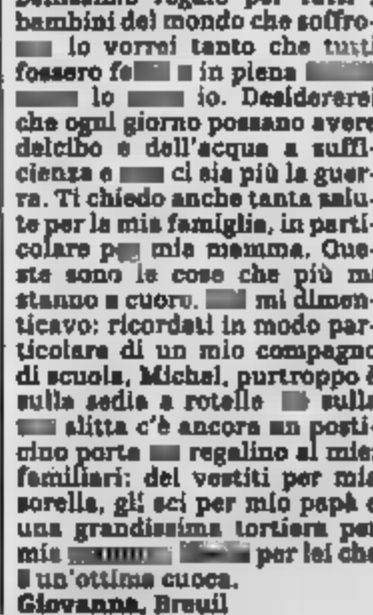 bambini del mondo che soffro-
io vorrei tanto che tutti
fossero in piena
io io. Desidererei
che ogni giorno possano avere
del cibo e dell'acqua a suffi-
cienza e ci sia più la guer-
ra. Ti chiedo anche tanta salu-
te per la mia famiglia, in parti-
colare mia mamma. Que-
ste sono le cose che più mi
stanno a cuore. mi dimen-
ticavo: ricordati in modo par-
ticolare di un mio compagno
di scuola, Michel, purtroppo è
sulla sedia a rotelle sulla
slitta c'è ancora un posti-
cino porta regalino ai miei
familiari: dei vestiti per mia
sorella, gli sci per mio papà e
una grandissima tortiera per
mia per lei che
un'ottima cuoca.
Giovanna, Breuil